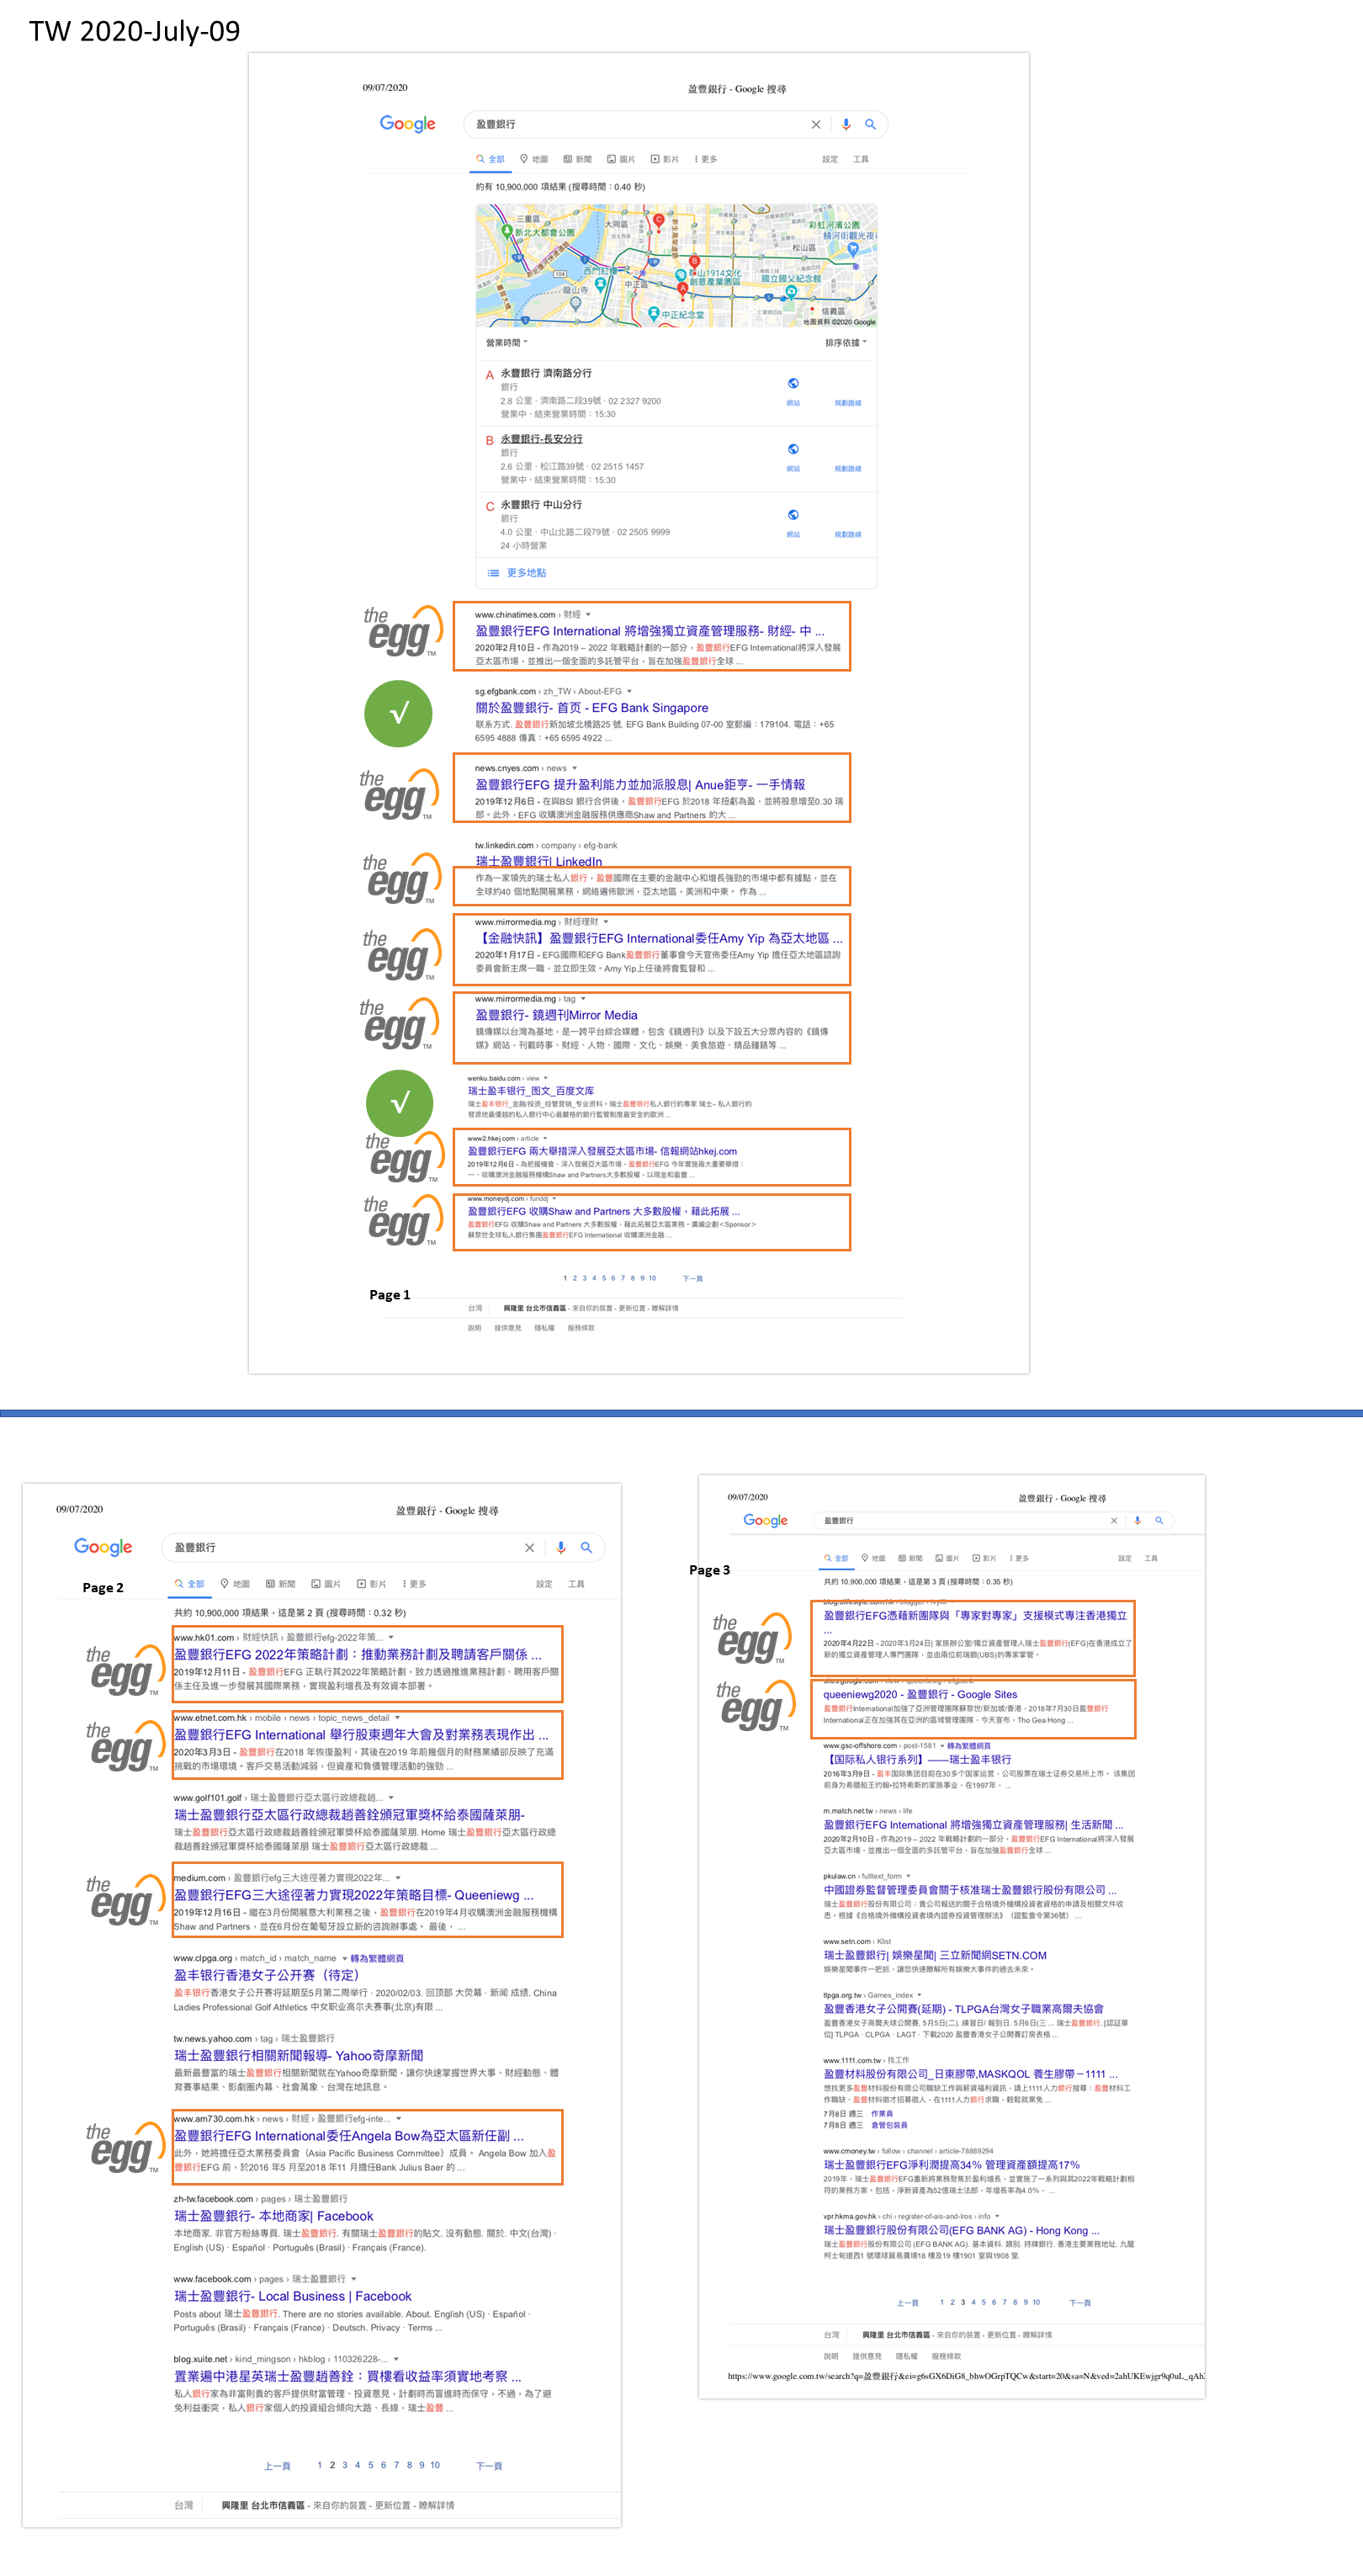 TW 2020-July-09
09/07/2020
盈豐銀行 - Google 搜尋
Google
盈豐銀行
全部 地圖 新聞 圖片 影片 更多 設定 工具
約有 10,900,000 項結果 (搜尋時間：0.40 秒)
三重區
新北大都會公園
大同區
彩虹河濱公園
饒河街觀光夜
松山區
西門紅樓
華山1914文化
創意產業園區
國立國父紀念館
中正區
龍山寺
中正紀念堂
信義區
地圖資料 ©2020 Google
營業時間 排序依據
A 永豐銀行 濟南路分行
銀行
2.8 公里 · 濟南路二段39號 · 02 2327 9200
營業中 · 結束營業時間：15:30
網站 規劃路線
B 永豐銀行-長安分行
銀行
2.6 公里 · 松江路39號 · 02 2515 1457
營業中 · 結束營業時間：15:30
網站 規劃路線
C 永豐銀行 中山分行
銀行
4.0 公里 · 中山北路二段79號 · 02 2505 9999
24 小時營業
網站 規劃路線
更多地點
the egg TM
www.chinatimes.com › 財經
盈豐銀行EFG International 將增強獨立資產管理服務- 財經- 中 ...
2020年2月10日 - 作為2019 – 2022 年戰略計劃的一部分，盈豐銀行EFG International將深入發展
亞太區市場，並推出一個全面的多託管平台，旨在加強盈豐銀行全球 ...
√
sg.efgbank.com › zh_TW › About-EFG
關於盈豐銀行- 首页 - EFG Bank Singapore
联系方式. 盈豐銀行新加坡北橋路25 號. EFG Bank Building 07-00 室郵編：179104. 電話：+65
6595 4888 傳真：+65 6595 4922 ...
the egg TM
news.cnyes.com › news
盈豐銀行EFG 提升盈利能力並加派股息| Anue鉅亨- 一手情報
2019年12月6日 - 在與BSI 銀行合併後，盈豐銀行EFG 於2018 年扭虧為盈，並將股息增至0.30 瑞
郎。此外，EFG 收購澳洲金融服務供應商Shaw and Partners 的大 ...
the egg TM
tw.linkedin.com › company › efg-bank
瑞士盈豐銀行| LinkedIn
作為一家領先的瑞士私人銀行，盈豐國際在主要的金融中心和增長強勁的市場中都有據點，並在
全球約40 個地點開展業務，網絡遍佈歐洲，亞太地區，美洲和中東。 作為 ...
the egg TM
www.mirrormedia.mg › 財經理財
【金融快訊】盈豐銀行EFG International委任Amy Yip 為亞太地區 ...
2020年1月17日 - EFG國際和EFG Bank盈豐銀行董事會今天宣佈委任Amy Yip 擔任亞太地區諮詢
委員會新主席一職，並立即生效。Amy Yip上任後將會監督和 ...
the egg TM
www.mirrormedia.mg › tag
盈豐銀行- 鏡週刊Mirror Media
鏡傳媒以台灣為基地，是一跨平台綜合媒體，包含《鏡週刊》以及下設五大分眾內容的《鏡傳
媒》網站，刊載時事、財經、人物、國際、文化、娛樂、美食旅遊、精品鐘錶等 ...
√
wenku.baidu.com › view
瑞士盈丰银行_图文_百度文库
瑞士盈丰银行_金融/投资_经管营销_专业资料。瑞士盈豐银行私人銀行的專家 瑞士– 私人銀行的
發源地最優越的私人銀行中心最嚴格的銀行監管制度最安全的歐洲 ...
the egg TM
www2.hkej.com › article
盈豐銀行EFG 兩大舉措深入發展亞太區市場- 信報網站hkej.com
2019年12月6日 - 為把握機會、深入發展亞太區市場，盈豐銀行EFG 今年實施兩大重要舉措：
一．收購澳洲金融服務機構Shaw and Partners大多數股權，以現金和盈豐 ...
the egg TM
www.moneydj.com › funddj
盈豐銀行EFG 收購Shaw and Partners 大多數股權，藉此拓展 ...
盈豐銀行EFG 收購Shaw and Partners 大多數股權，藉此拓展亞太區業務。廣編企劃＜Sponsor＞
蘇黎世全球私人銀行集團盈豐銀行EFG International 收購澳洲金融 ...
1 2 3 4 5 6 7 8 9 10 下一頁
Page 1
台灣 興隆里 台北市信義區 - 來自你的裝置 - 更新位置 - 瞭解詳情
說明 提供意見 隱私權 服務條款
09/07/2020
盈豐銀行 - Google 搜尋
Google
盈豐銀行
Page 2
全部 地圖 新聞 圖片 影片 更多 設定 工具
共約 10,900,000 項結果，這是第 2 頁 (搜尋時間：0.32 秒)
the egg TM
www.hk01.com › 財經快訊 › 盈豐銀行efg-2022年策...
盈豐銀行EFG 2022年策略計劃：推動業務計劃及聘請客戶關係 ...
2019年12月11日 - 盈豐銀行EFG 正執行其2022年策略計劃，致力透過推進業務計劃、聘用客戶關
係主任及進一步發展其國際業務，實現盈利增長及有效資本部署。
the egg TM
www.etnet.com.hk › mobile › news › topic_news_detail
盈豐銀行EFG International 舉行股東週年大會及對業務表現作出 ...
2020年3月3日 - 盈豐銀行在2018 年恢復盈利，其後在2019 年前幾個月的財務業績卻反映了充滿
挑戰的市場環境。客戶交易活動減弱，但資產和負債管理活動的強勁 ...
www.golf101.golf › 瑞士盈豐銀行亞太區行政總裁趙...
瑞士盈豐銀行亞太區行政總裁趙善銓頒冠軍獎杯給泰國薩萊朋-
瑞士盈豐銀行亞太區行政總裁趙善銓頒冠軍獎杯給泰國薩萊朋. Home 瑞士盈豐銀行亞太區行政總
裁趙善銓頒冠軍獎杯給泰國薩萊朋 瑞士盈豐銀行亞太區行政總裁 ...
the egg TM
medium.com › 盈豐銀行efg三大途徑著力實現2022年...
盈豐銀行EFG三大途徑著力實現2022年策略目標- Queeniewg ...
2019年12月16日 - 繼在3月份開展意大利業務之後，盈豐銀行在2019年4月收購澳洲金融服務機構
Shaw and Partners，並在6月份在葡萄牙設立新的咨詢辦事處。 最後， ...
www.clpga.org › match_id › match_name 轉為繁體網頁
盈丰银行香港女子公开赛（待定）
盈丰银行香港女子公开赛将延期至5月第二周举行 · 2020/02/03. 回顶部 大荧幕 · 新闻 成绩. China
Ladies Professional Golf Athletics 中女职业高尔夫赛事(北京)有限 ...
tw.news.yahoo.com › tag › 瑞士盈豐銀行
瑞士盈豐銀行相關新聞報導- Yahoo奇摩新聞
最新最豐富的瑞士盈豐銀行相關新聞就在Yahoo奇摩新聞，讓你快速掌握世界大事、財經動態、體
育賽事結果、影劇圈內幕、社會萬象、台灣在地訊息。
the egg TM
www.am730.com.hk › news › 財經 › 盈豐銀行efg-inte...
盈豐銀行EFG International委任Angela Bow為亞太區新任副 ...
此外，她將擔任亞太業務委員會（Asia Pacific Business Committee）成員。 Angela Bow 加入盈
豐銀行EFG 前，於2016 年5 月至2018 年11 月擔任Bank Julius Baer 的 ...
zh-tw.facebook.com › pages › 瑞士盈豐銀行
瑞士盈豐銀行- 本地商家| Facebook
本地商家. 非官方粉絲專頁. 瑞士盈豐銀行. 有關瑞士盈豐銀行的貼文. 沒有動態. 關於. 中文(台灣) ·
English (US) · Español · Português (Brasil) · Français (France).
www.facebook.com › pages › 瑞士盈豐銀行
瑞士盈豐銀行- Local Business | Facebook
Posts about 瑞士盈豐銀行. There are no stories available. About. English (US) · Español ·
Português (Brasil) · Français (France) · Deutsch. Privacy · Terms ...
blog.xuite.net › kind_mingson › hkblog › 110326228-...
置業遍中港星英瑞士盈豐趙善銓：買樓看收益率須實地考察 ...
私人銀行家為非富則貴的客戶提供財富管理、投資意見，計劃時而冒進時而保守，不過，為了避
免利益衝突，私人銀行家個人的投資組合傾向大路、長線，瑞士盈豐 ...
上一頁 1 2 3 4 5 6 7 8 9 10 下一頁
台灣 興隆里 台北市信義區 - 來自你的裝置 - 更新位置 - 瞭解詳情
09/07/2020
盈豐銀行 - Google 搜尋
Google
盈豐銀行
Page 3
全部 地圖 新聞 圖片 影片 更多 設定 工具
共約 10,900,000 項結果，這是第 3 頁 (搜尋時間：0.35 秒)
the egg TM
盈豐銀行EFG憑藉新團隊與「專家對專家」支援模式專注香港獨立
...
2020年4月22日 - 2020年3月24日| 家族辦公室/獨立資產管理人瑞士盈豐銀行(EFG)在香港成立了
新的獨立資產管理人專門團隊，並由兩位前瑞銀(UBS)的專家掌管。
the egg TM
queeniewg2020 - 盈豐銀行 - Google Sites
盈豐銀行International加強了亞洲管理團隊蘇黎世/新加坡/香港，2018年7月30日盈豐銀行
International正在加強其在亞洲的區域管理團隊，今天宣布，Tho Gea Hong ...
www.gsc-offshore.com › post-1581 轉為繁體網頁
【国际私人银行系列】——瑞士盈丰银行
2016年3月9日 - 盈丰国际集团目前在30多个国家运营，公司股票在瑞士证券交易所上市。 该集团
前身为希腊船王约翰•拉特希斯的家族事业，在1997年， ...
m.match.net.tw › news › life
盈豐銀行EFG International 將增強獨立資產管理服務| 生活新聞 ...
2020年2月10日 - 作為2019 – 2022 年戰略計劃的一部分，盈豐銀行EFG International將深入發展
亞太區市場，並推出一個全面的多託管平台，旨在加強盈豐銀行全球 ...
pkulaw.cn › fulltext_form
中國證券監督管理委員會關于核准瑞士盈豐銀行股份有限公司 ...
瑞士盈豐銀行股份有限公司：貴公司報送的關于合格境外機構投資者資格的申請及相關文件收
悉。根據《合格境外機構投資者境內證券投資管理辦法》（證監會令第36號） ...
www.setn.com › Klist
瑞士盈豐銀行| 娛樂星聞| 三立新聞網SETN.COM
娛樂星聞事件一把抓，讓您快速瞭解所有娛樂大事件的過去未來。
tlpga.org.tw › Games_index
盈豐香港女子公開賽(延期) - TLPGA台灣女子職業高爾夫協會
盈豐香港女子高爾夫球公開賽, 5月5日(二), 練習日/ 報到日. 5月6日(三 ... 瑞士盈豐銀行. [認証單
位] TLPGA · CLPGA · LAGT · 下載2020 盈豐香港女子公開賽訂房表格 ...
www.1111.com.tw › 找工作
盈豐材料股份有限公司_日東膠帶,MASKQOL 養生膠帶－1111 ...
想找更多盈豐材料股份有限公司職缺工作與薪資福利資訊，請上1111人力銀行搜尋：盈豐材料工
作職缺、盈豐材料徵才招募徵人，在1111人力銀行求職，輕鬆就業免 ...
7月8日 週三 作業員
7月8日 週三 倉管包裝員
www.cmoney.tw › follow › channel › article-78889294
瑞士盈豐銀行EFG淨利潤提高34% 管理資產額提高17%
2019年，瑞士盈豐銀行EFG重新將業務發焦於盈利增長，並實施了一系列與其2022年戰略計劃相
符的業務方案。包括，淨新資產為52億瑞士法郎，年增長率為4.0%， ...
vpr.hkma.gov.hk › chi › register-of-ais-and-lros › info
瑞士盈豐銀行股份有限公司(EFG BANK AG) - Hong Kong ...
瑞士盈豐銀行股份有限公司 (EFG BANK AG). 基本資料. 類別. 持牌銀行. 香港主要業務地址. 九龍
柯士甸道西1 號環球貿易廣場18 樓及19 樓1901 室與1908 室.
上一頁 1 2 3 4 5 6 7 8 9 10 下一頁
台灣 興隆里 台北市信義區 - 來自你的裝置 - 更新位置 - 瞭解詳情
說明 提供意見 隱私權 服務條款